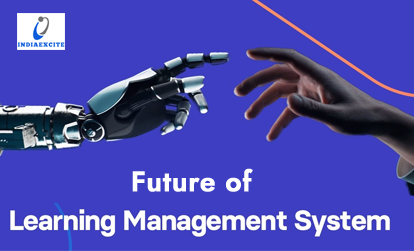 INDIAEXCITE
Future of
Learning Management System